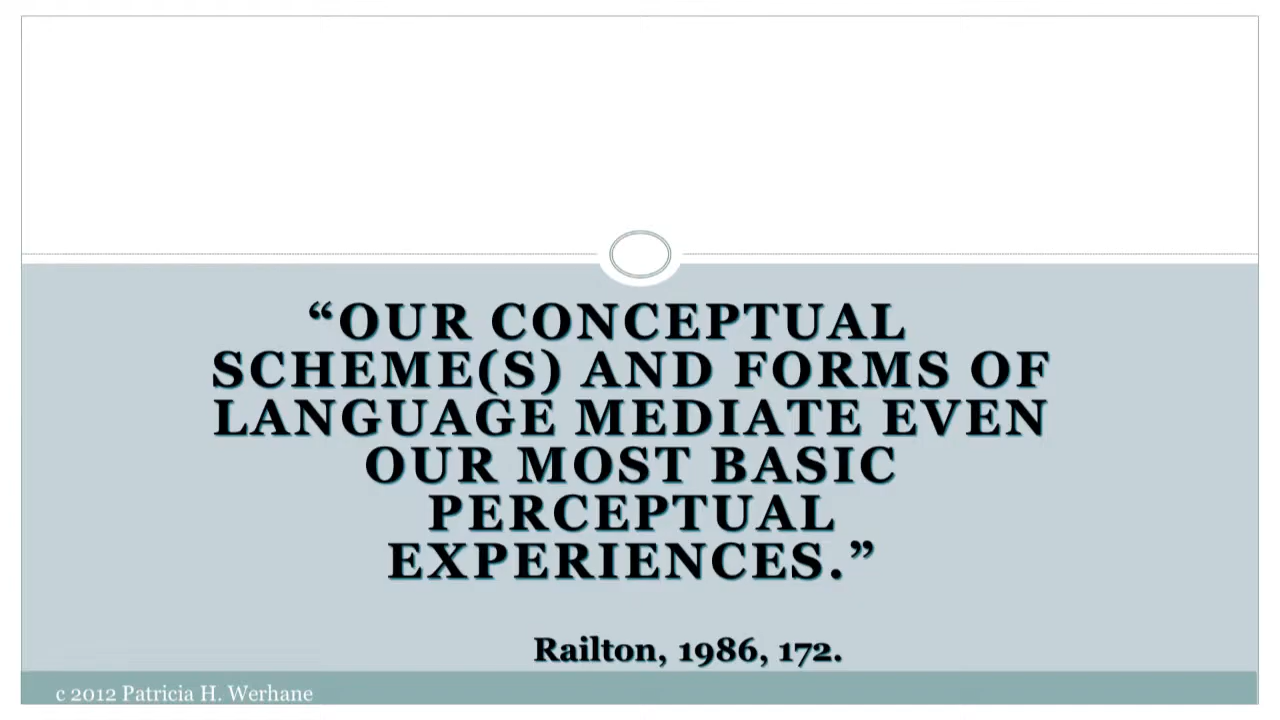 “OUR CONCEPTUAL
SCHEME(S) AND FORMS OF
LANGUAGE MEDIATE EVEN
OUR MOST BASIC
PERCEPTUAL
EXPERIENCES.”
Railton, 1986, 172.
c 2012 Patricia H. Werhane